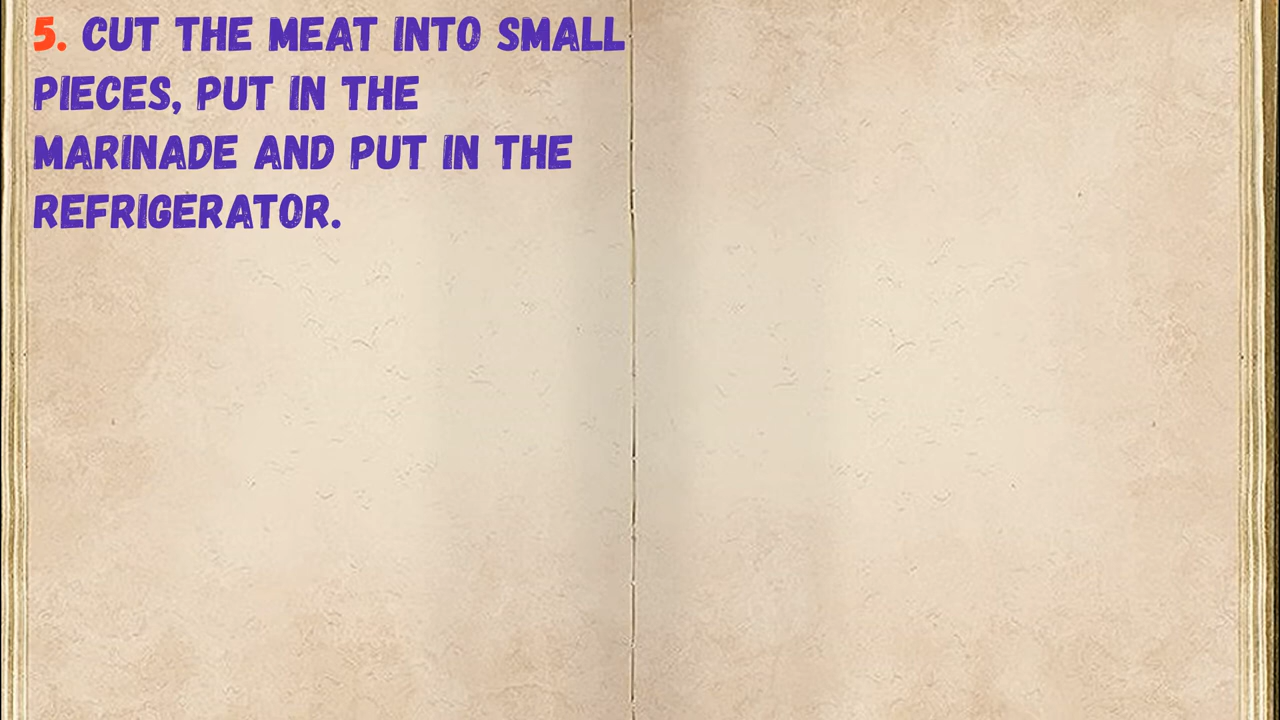 5. CUT THE MEAT INTO SMALL
PIECES, PUT IN THE
MARINADE AND PUT IN THE
REFRIGERATOR.